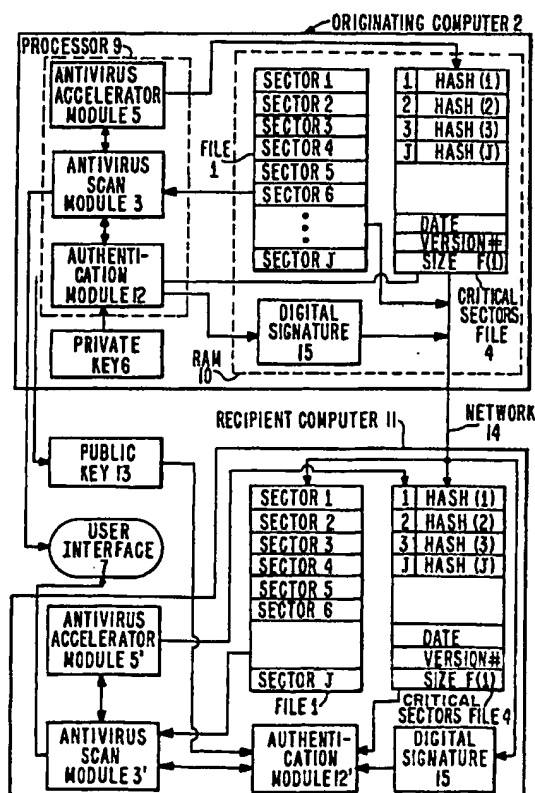 ORIGINATING COMPUTER 2
PROCESSOR 9
ANTIVIRUS
ACCELERATOR
MODULE 5
ANTIVIRUS
SCAN
MODULE 3
AUTHENTI-
CATION
MODULE 12
PRIVATE
KEY 6
FILE
1
SECTOR 1
SECTOR 2
SECTOR 3
SECTOR 4
SECTOR 5
SECTOR 6
SECTOR J
1 HASH (1)
2 HASH (2)
3 HASH (3)
J HASH (J)
DATE
VERSION#
SIZE F(1)
CRITICAL
SECTORS
FILE
4
DIGITAL
SIGNATURE
15
RAM
10
NETWORK
14
RECIPIENT COMPUTER 11
PUBLIC
KEY 13
USER
INTERFACE
7
ANTIVIRUS
ACCELERATOR
MODULE 5'
ANTIVIRUS
SCAN
MODULE 3'
SECTOR 1
SECTOR 2
SECTOR 3
SECTOR 4
SECTOR 5
SECTOR 6
SECTOR J
FILE 1
1 HASH (1)
2 HASH (2)
3 HASH (3)
J HASH (J)
DATE
VERSION#
SIZE F(1)
CRITICAL
SECTORS FILE 4
AUTHENTI-
CATION
MODULE 12'
DIGITAL
SIGNATURE
15